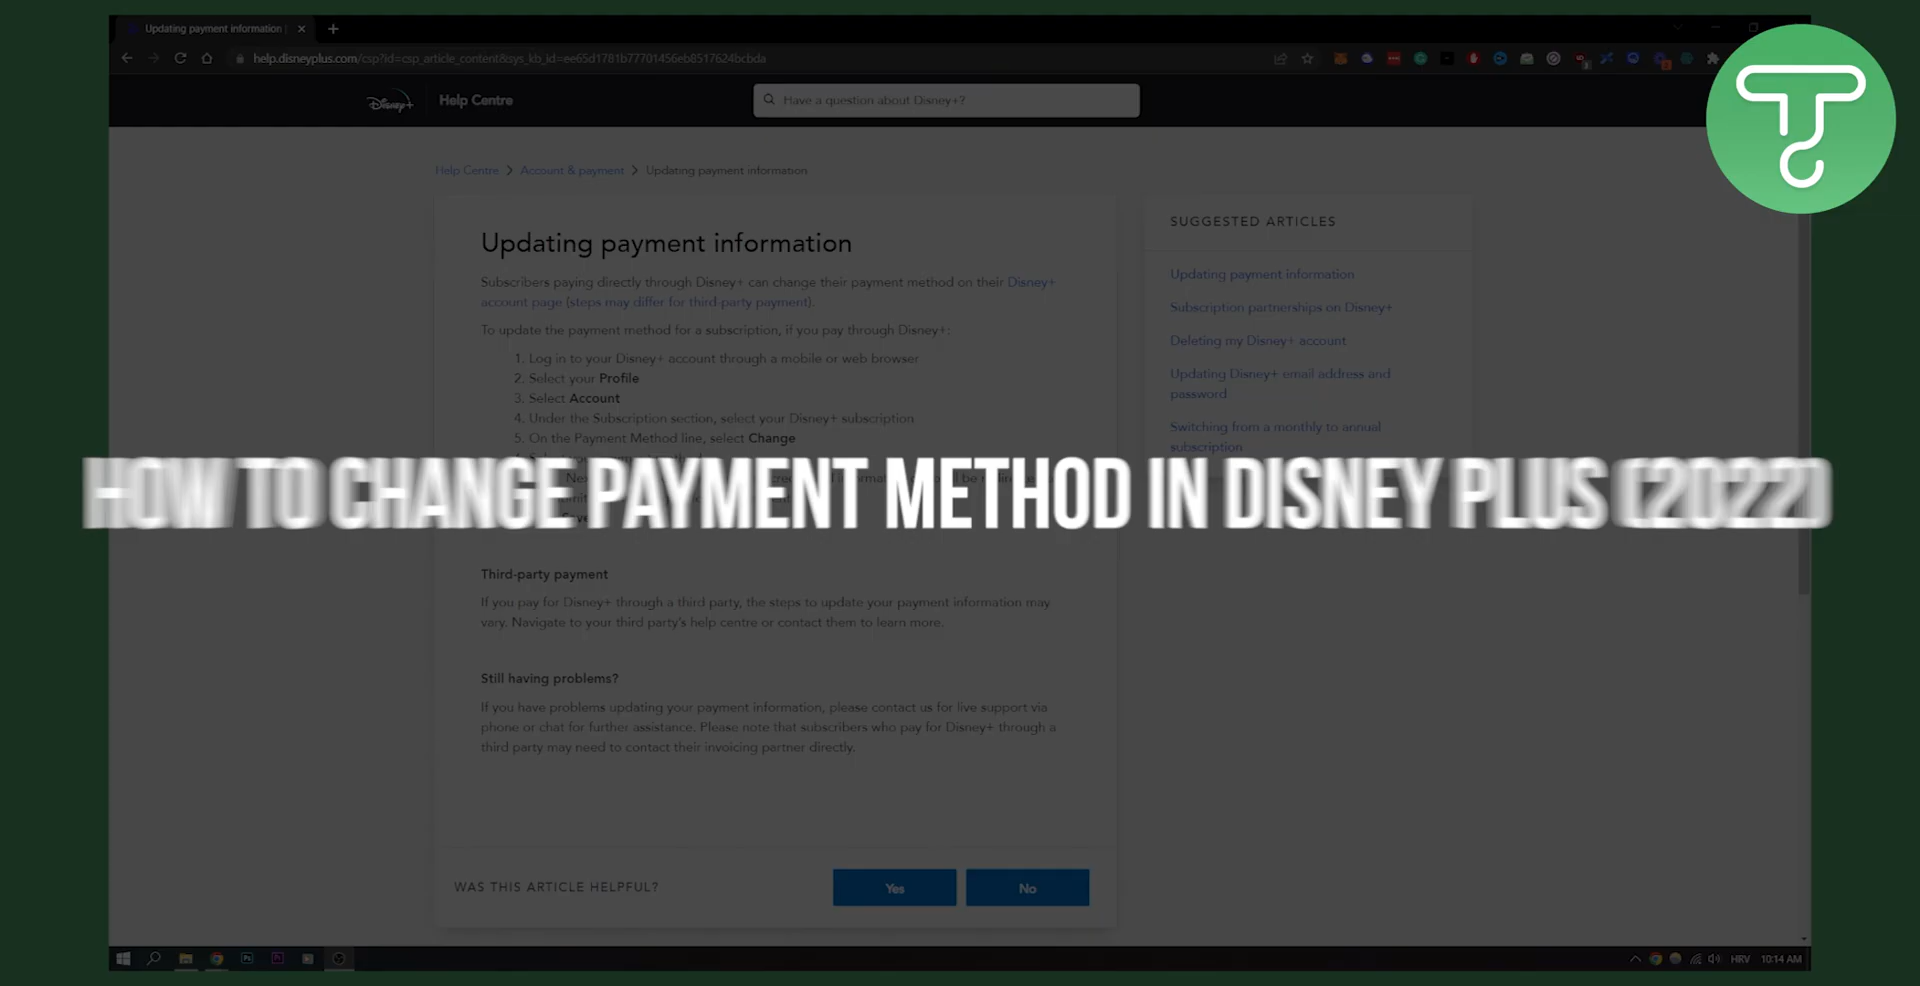 Updating payment information
help.disneyplus.com/csp?id=csp_article_content&sys_kb_id=ee65d1781b77701456eb8517624bcbda
Disney+
Help Centre
Have a question about Disney+?
Help Centre > Account & payment > Updating payment information
Updating payment information
Subscribers paying directly through Disney+ can change their payment method on their Disney+
account page (steps may differ for third-party payment).
To update the payment method for a subscription, if you pay through Disney+:
1. Log in to your Disney+ account through a mobile or web browser
2. Select your Profile
3. Select Account
4. Under the Subscription section, select your Disney+ subscription
5. On the Payment Method line, select Change
HOW TO CHANGE PAYMENT METHOD IN DISNEY PLUS (2022)
Third-party payment
If you pay for Disney+ through a third party, the steps to update your payment information may
vary. Navigate to your third party's help centre or contact them to learn more.
Still having problems?
If you have problems updating your payment information, please contact us for live support via
phone or chat for further assistance. Please note that subscribers who pay for Disney+ through a
third party may need to contact their invoicing partner directly.
WAS THIS ARTICLE HELPFUL?
Yes
No
SUGGESTED ARTICLES
Updating payment information
Subscription partnerships on Disney+
Deleting my Disney+ account
Updating Disney+ email address and
password
Switching from a monthly to annual
subscription
HRV
10:14 AM